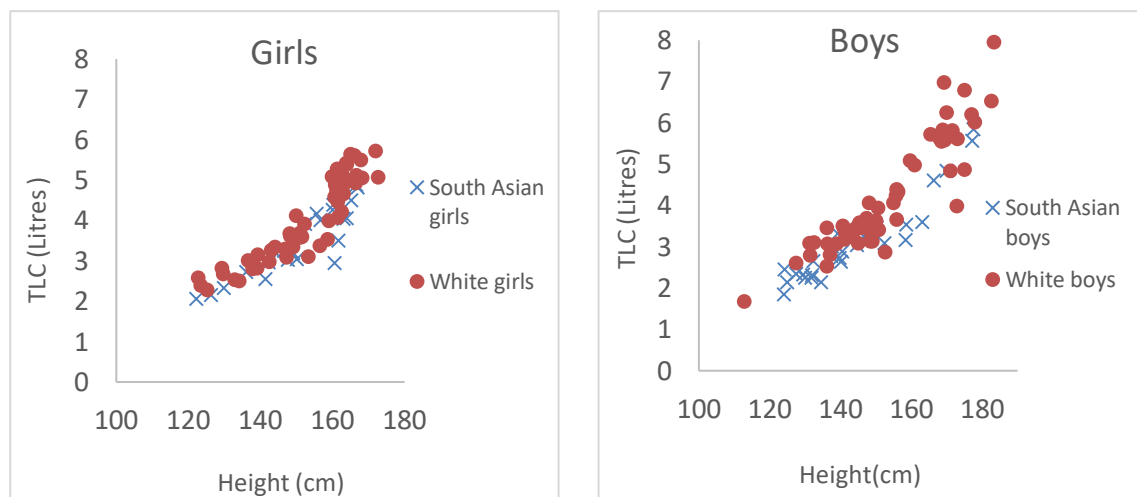 Girls
8
7
6
5
4
3
2
1
0
TLC (Litres )
100 120 140 160 180
Height (cm)
South Asian
girls
White girls
Boys
8
7
6
5
4
3
2
1
0
TLC (Litres)
100 120 140 160 180
Height(cm)
South Asian
boys
White boys